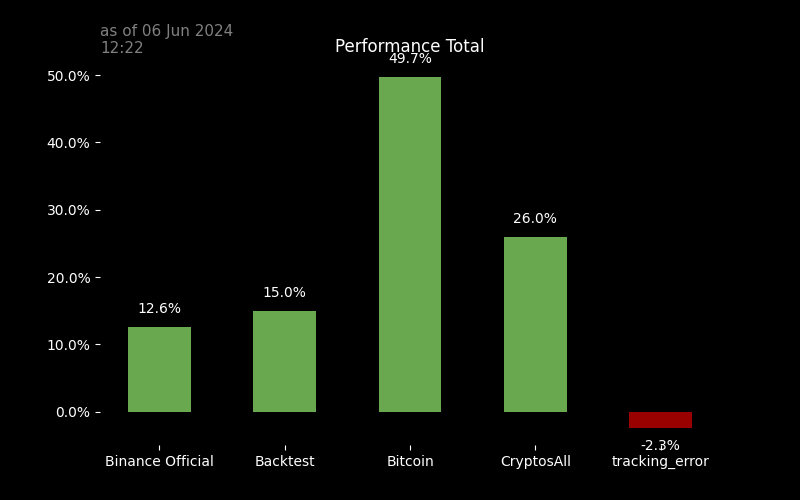 as of 06 Jun 2024
12:22
Performance Total
50.0%
40.0%
30.0%
20.0%
10.0%
0.0%
12.6%
15.0%
49.7%
26.0%
-2.3%
Binance Official
Backtest
Bitcoin
CryptosAll
tracking_error